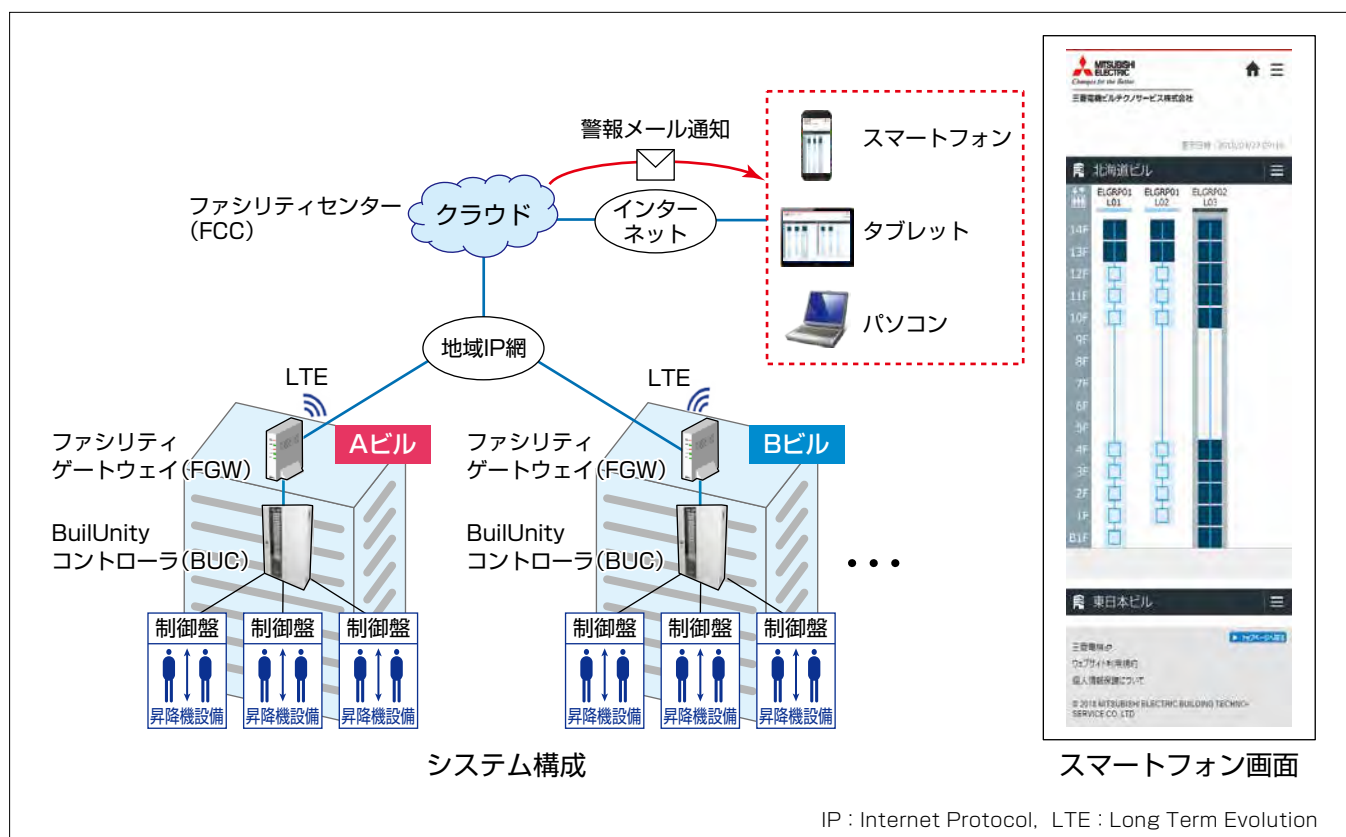 警報メール通知
スマートフォン
ファシリティセンター
(FCC)
クラウド
インター
ネット
タブレット
パソコン
地域IP網
LTE
LTE
ファシリティ
ゲートウェイ(FGW)
Aビル
ファシリティ
ゲートウェイ(FGW)
Bビル
BuilUnity
コントローラ(BUC)
BuilUnity
コントローラ(BUC)
•••
制御盤 制御盤 制御盤
昇降機設備 昇降機設備 昇降機設備
制御盤 制御盤 制御盤
昇降機設備 昇降機設備 昇降機設備
システム構成
MITSUBISHI
ELECTRIC
Changes for the Better
三菱電機ビルテクノサービス株式会社
北海道ビル
ELGRP01 ELGRP01 ELGRP02
L01 L02 L03
14F
13F
12F
11F
10F
9F
8F
7F
6F
5F
4F
3F
2F
1F
B1F
東日本ビル
三菱電機
ウェブサイト利用規約
個人情報保護について
© 2018 MITSUBISHI ELECTRIC BUILDING TECHNO-
SERVICE CO. LTD
スマートフォン画面
IP : Internet Protocol, LTE : Long Term Evolution